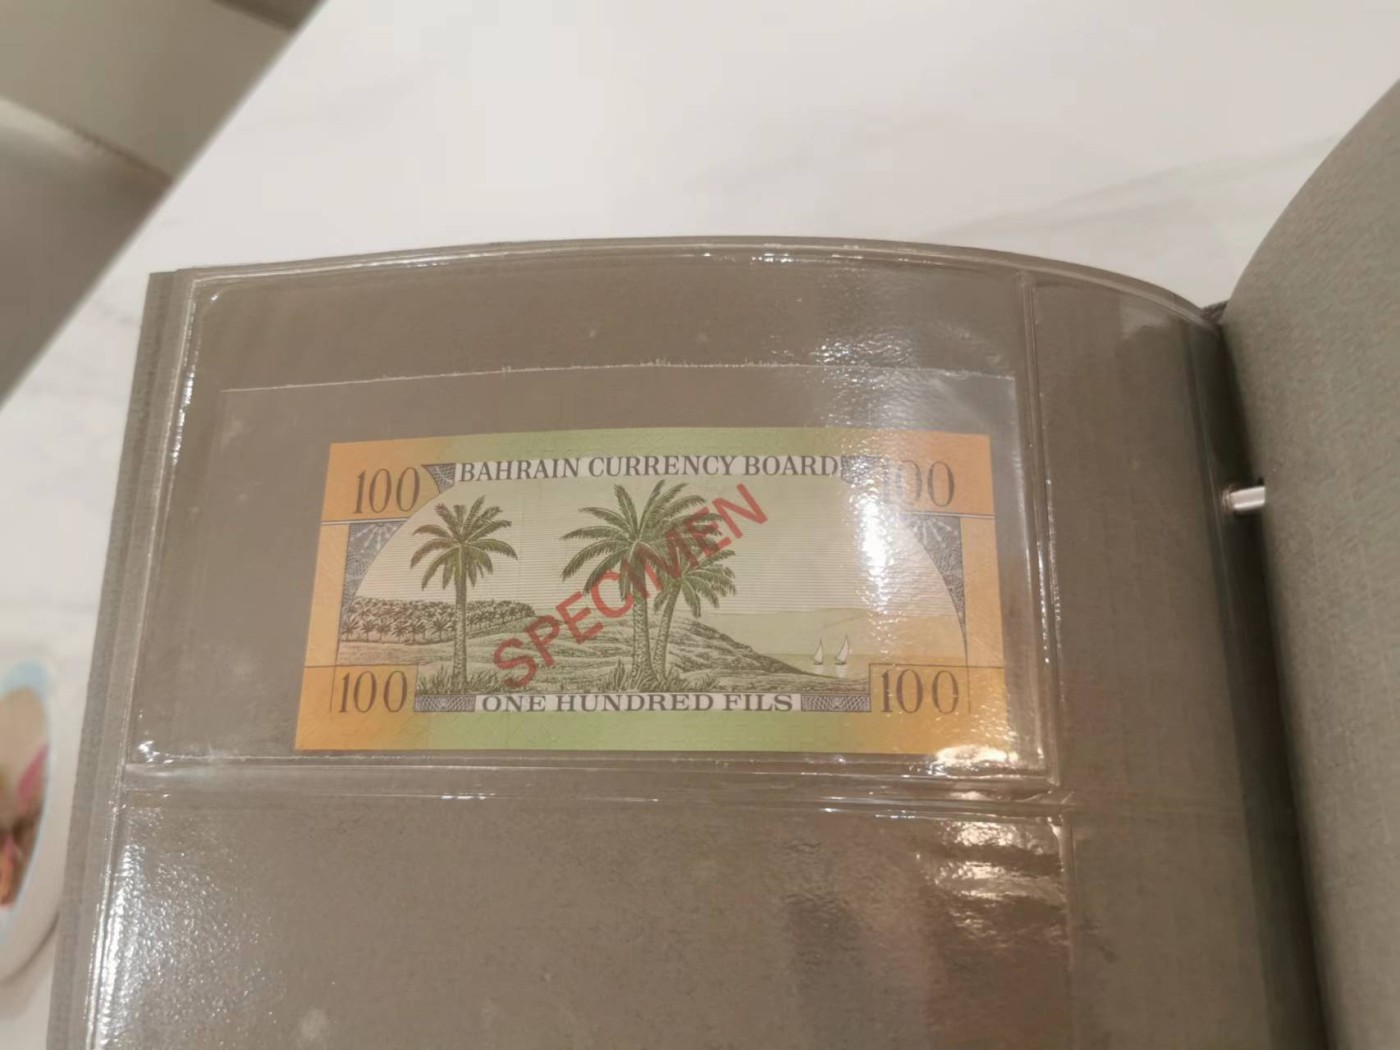 100 BAHRAIN CURRENCY BOARD 100
SPECIMEN
100 ONE HUNDRED FILS 100